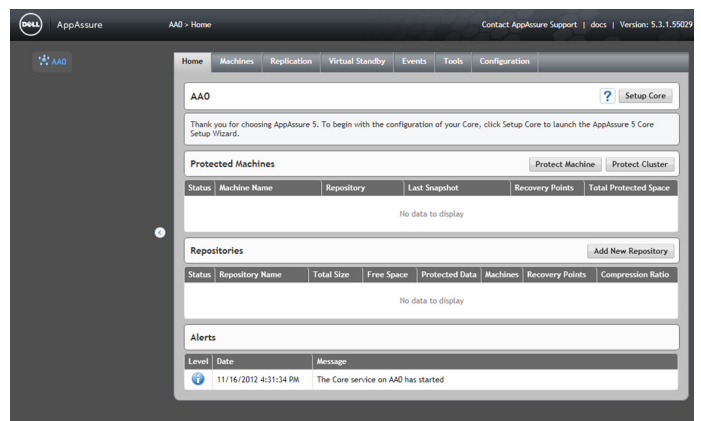 DELL AppAssure AA0 > Home Contact AppAssure Support | docs | Version: 5.3.1.55029
AA0
Home Machines Replication Virtual Standby Events Tools Configuration
AA0 ? Setup Core
Thank you for choosing AppAssure 5. To begin with the configuration of your Core, click Setup Core to launch the AppAssure 5 Core
Setup Wizard.
Protected Machines Protect Machine Protect Cluster
Status Machine Name Repository Last Snapshot Recovery Points Total Protected Space
No data to display
Repositories Add New Repository
Status Repository Name Total Size Free Space Protected Data Machines Recovery Points Compression Ratio
No data to display
Alerts
Level Date Message
11/16/2012 4:31:34 PM The Core service on AA0 has started